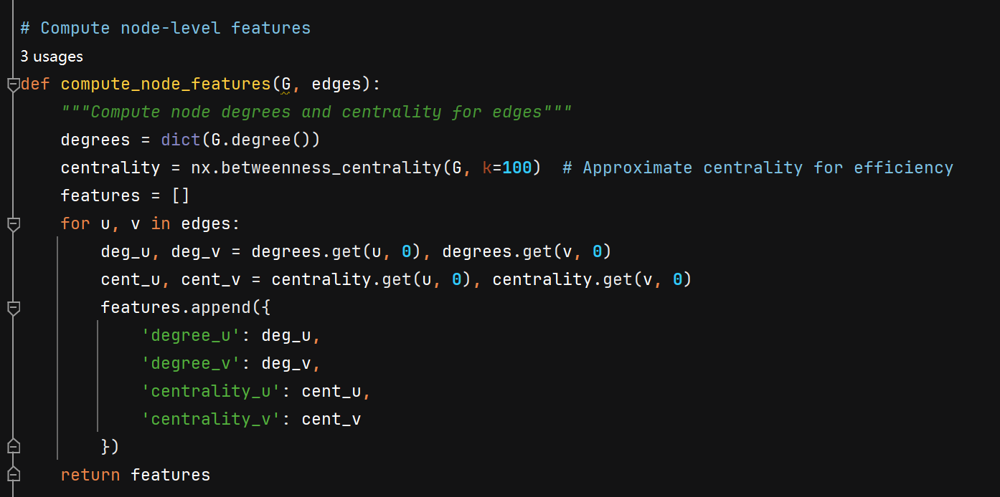 # Compute node-level features
3 usages
def compute_node_features(G, edges):
    """Compute node degrees and centrality for edges"""
    degrees = dict(G.degree())
    centrality = nx.betweenness_centrality(G, k=100)  # Approximate centrality for efficiency
    features = []
    for u, v in edges:
        deg_u, deg_v = degrees.get(u, 0), degrees.get(v, 0)
        cent_u, cent_v = centrality.get(u, 0), centrality.get(v, 0)
        features.append({
            'degree_u': deg_u,
            'degree_v': deg_v,
            'centrality_u': cent_u,
            'centrality_v': cent_v
        })
    return features